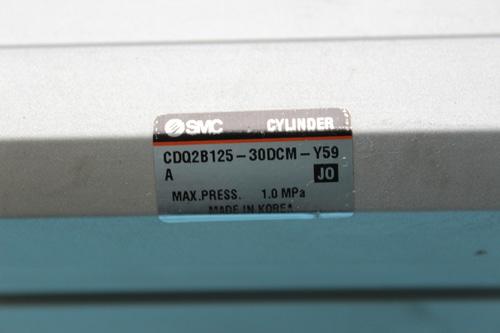 SMC CYLINDER
CDQ2B125-30DCM-Y59
A JO
MAX.PRESS. 1.0 MPa
MADE IN KOREA